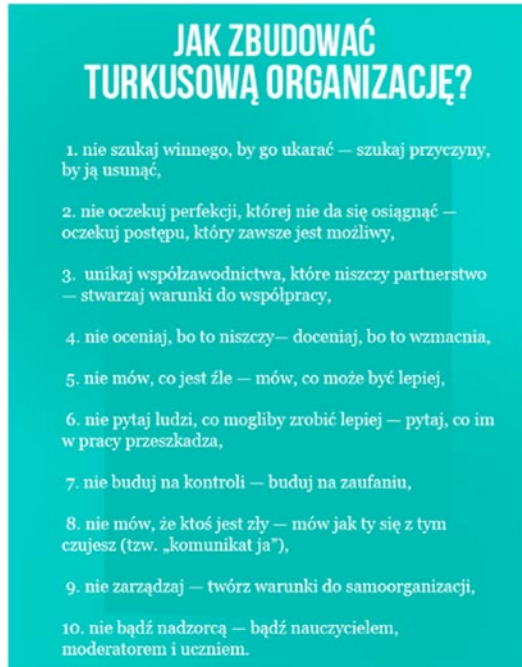 JAK ZBUDOWAĆ
TURKUSOWĄ ORGANIZACJĘ?
1. nie szukaj winnego, by go ukarać — szukaj przyczyny,
by ją usunąć,
2. nie oczekuj perfekcji, której nie da się osiągnąć —
oczekuj postępu, który zawsze jest możliwy,
3. unikaj współzawodnictwa, które niszczy partnerstwo
— stwarzaj warunki do współpracy,
4. nie oceniaj, bo to niszczy— doceniaj, bo to wzmacnia,
5. nie mów, co jest źle — mów, co może być lepiej,
6. nie pytaj ludzi, co mogliby zrobić lepiej — pytaj, co im
w pracy przeszkadza,
7. nie buduj na kontroli — buduj na zaufaniu,
8. nie mów, że ktoś jest zły — mów jak ty się z tym
czujesz (tzw. „komunikat ja”),
9. nie zarządzaj — twórz warunki do samoorganizacji,
10. nie bądź nadzorcą — bądź nauczycielem,
moderatorem i uczniem.